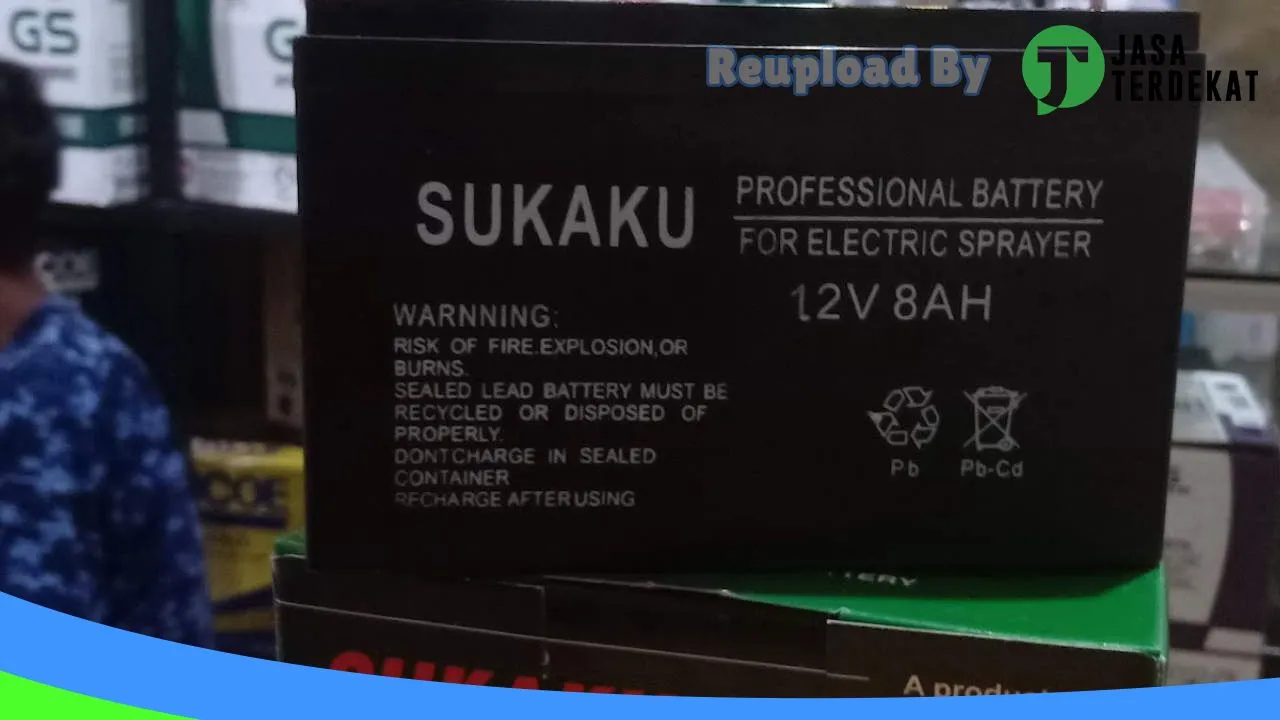 GS
G
Reupload By
JASA
TERDEKAT
SUKAKU
PROFESSIONAL BATTERY
FOR ELECTRIC SPRAYER
12V 8AH
WARNNING:
RISK OF FIRE.EXPLOSION,OR
BURNS.
SEALED LEAD BATTERY MUST BE
RECYCLED OR DISPOSED OF
PROPERLY.
DONTCHARGE IN SEALED
CONTAINER
RECHARGE AFTER USING
Pb
Pb-Cd
SUKAKU
A product